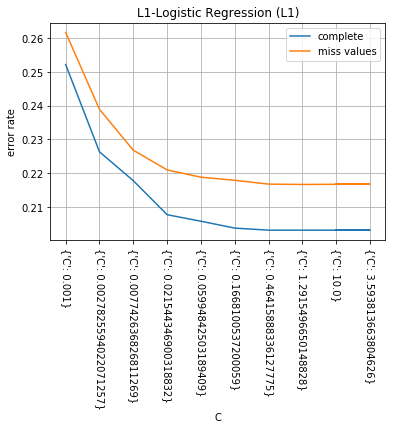 L1-Logistic Regression (L1)
complete
miss values
error rate
0.26
0.25
0.24
0.23
0.22
0.21
{'C': 0.001}
{'C': 0.0027825594022071257}
{'C': 0.007742636826811269}
{'C': 0.021544346900318832}
{'C': 0.05994842503189409}
{'C': 0.1668100537200059}
{'C': 0.46415888336127775}
{'C': 1.2915496650148828}
{'C': 10.0}
{'C': 3.593813663804626}
C